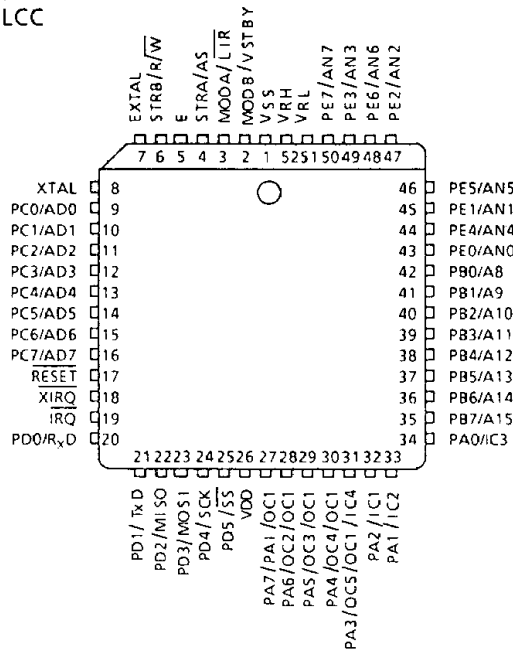 LCC
EXTAL
STRB/R/W
E
STRA/AS
MODA/LIR
MODB/VSTBY
VSS
VRH
VRL
PE7/AN7
PE3/AN3
PE6/AN6
PE2/AN2
7 6 5 4 3 2 1 52 51 50 49 48 47
XTAL 8 46 PE5/AN5
PC0/AD0 9 45 PE1/AN1
PC1/AD1 10 44 PE4/AN4
PC2/AD2 11 43 PE0/AN0
PC3/AD3 12 42 PB0/A8
PC4/AD4 13 41 PB1/A9
PC5/AD5 14 40 PB2/A10
PC6/AD6 15 39 PB3/A11
PC7/AD7 16 38 PB4/A12
RESET 17 37 PB5/A13
XIRQ 18 36 PB6/A14
IRQ 19 35 PB7/A15
PD0/RxD 20 34 PA0/IC3
21 22 23 24 25 26 27 28 29 30 31 32 33
PD1/TxD
PD2/MISO
PD3/MOSI
PD4/SCK
PD5/SS
VDD
PA7/PA1/OC1
PA6/OC2/OC1
PA5/OC3/OC1
PA4/OC4/OC1
PA3/OC5/OC1/IC4
PA2/IC1
PA1/IC2